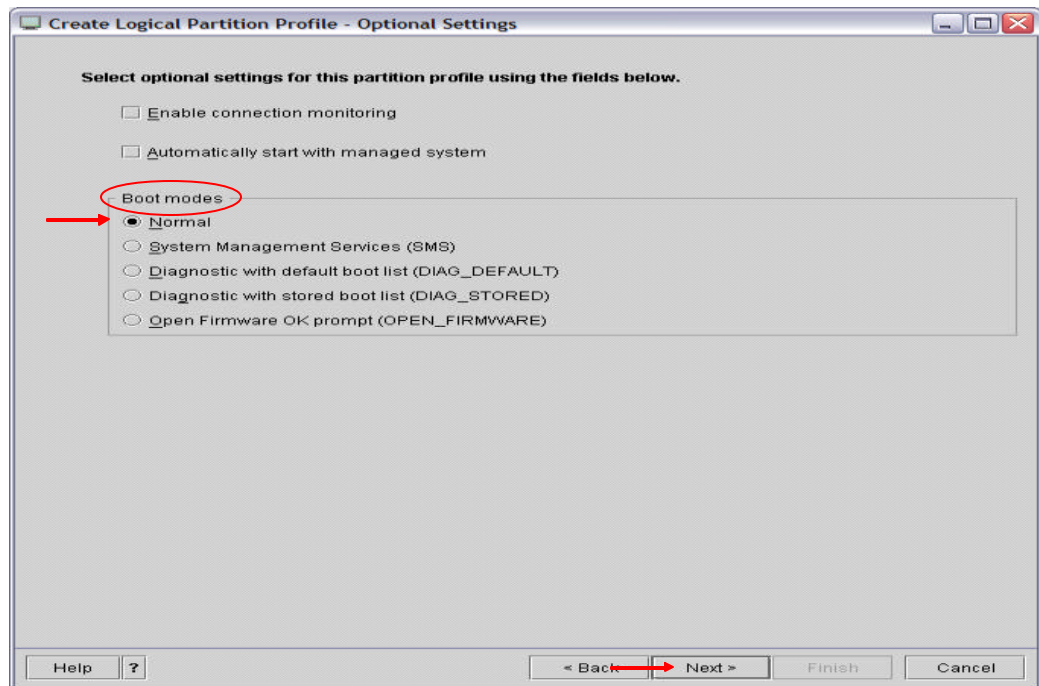 Create Logical Partition Profile - Optional Settings
Select optional settings for this partition profile using the fields below.
Enable connection monitoring
Automatically start with managed system
Boot modes
Normal
System Management Services (SMS)
Diagnostic with default boot list (DIAG_DEFAULT)
Diagnostic with stored boot list (DIAG_STORED)
Open Firmware OK prompt (OPEN_FIRMWARE)
Help ? < Back Next > Finish Cancel